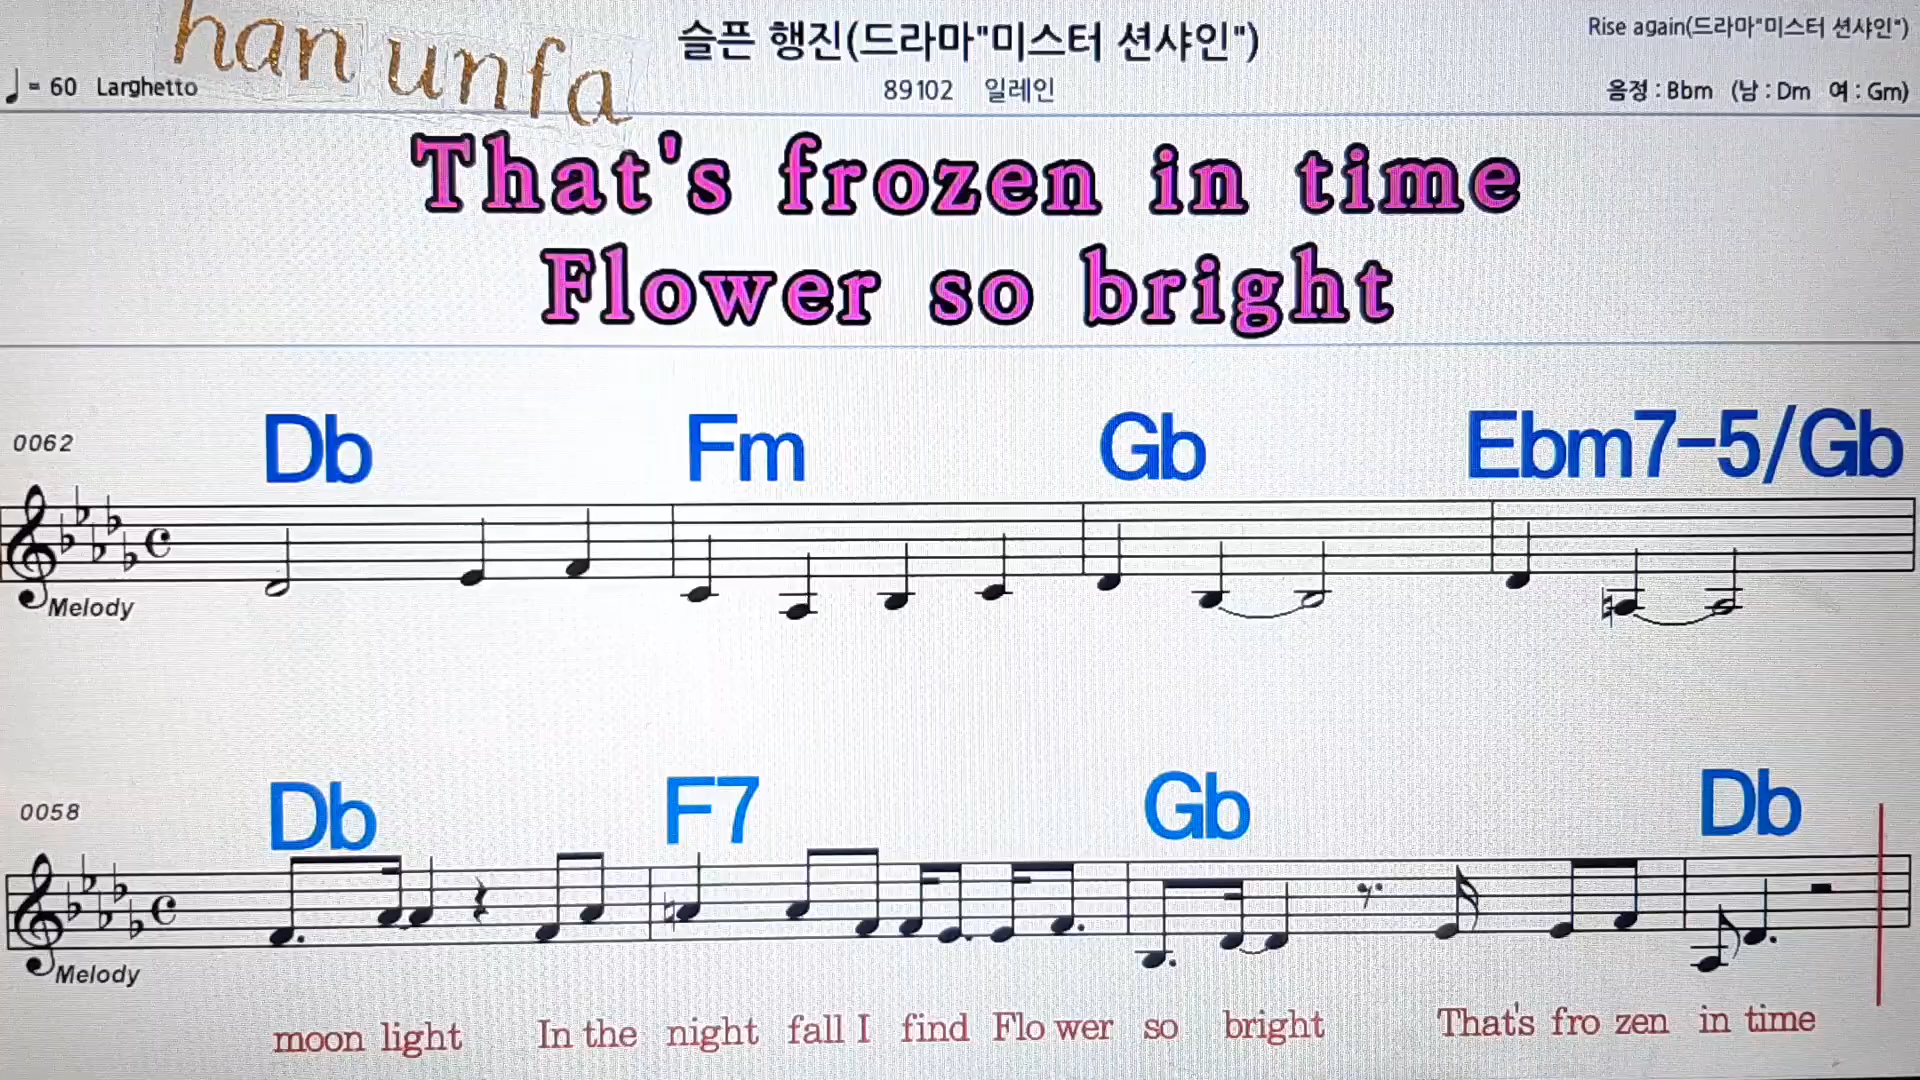 han unfa
슬픈 행진(드라마"미스터 션샤인")
Rise again(드라마"미스터 션샤인")
♩= 60 Larghetto
89102 일레인
음정 : Bbm (남 : Dm 여 : Gm)
That's frozen in time
Flower so bright
0062
Db Fm Gb Ebm7-5/Gb
Melody
0058
Db F7 Gb Db
Melody
moon light In the night fall I find Flo wer so bright That's fro zen in time